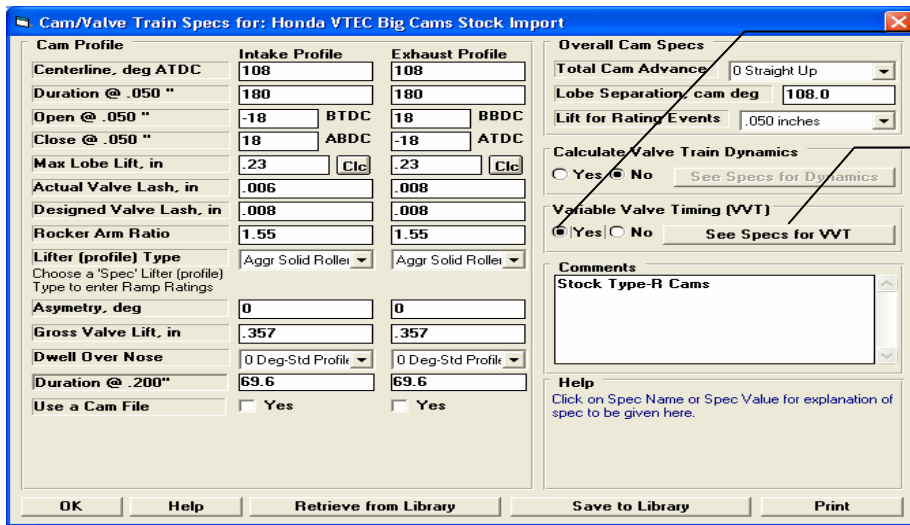 Cam/Valve Train Specs for: Honda VTEC Big Cams Stock Import
Cam Profile
Intake Profile Exhaust Profile
Centerline, deg ATDC 108 108
Duration @ .050 " 180 180
Open @ .050 " -18 BTDC 18 BBDC
Close @ .050 " 18 ABDC -18 ATDC
Max Lobe Lift, in .23 Clc .23 Clc
Actual Valve Lash, in .006 .008
Designed Valve Lash, in .008 .008
Rocker Arm Ratio 1.55 1.55
Lifter (profile) Type Aggr Solid Roller Aggr Solid Roller
Choose a 'Spec' Lifter (profile)
Type to enter Ramp Ratings
Asymetry, deg 0 0
Gross Valve Lift, in .357 .357
Dwell Over Nose 0 Deg-Std Profile 0 Deg-Std Profile
Duration @ .200" 69.6 69.6
Use a Cam File Yes Yes
Overall Cam Specs
Total Cam Advance 0 Straight Up
Lobe Separation, cam deg 108.0
Lift for Rating Events .050 inches
Calculate Valve Train Dynamics
Yes No See Specs for Dynamics
Variable Valve Timing (VVT)
Yes No See Specs for VVT
Comments
Stock Type-R Cams
Help
Click on Spec Name or Spec Value for explanation of
spec to be given here.
OK Help Retrieve from Library Save to Library Print